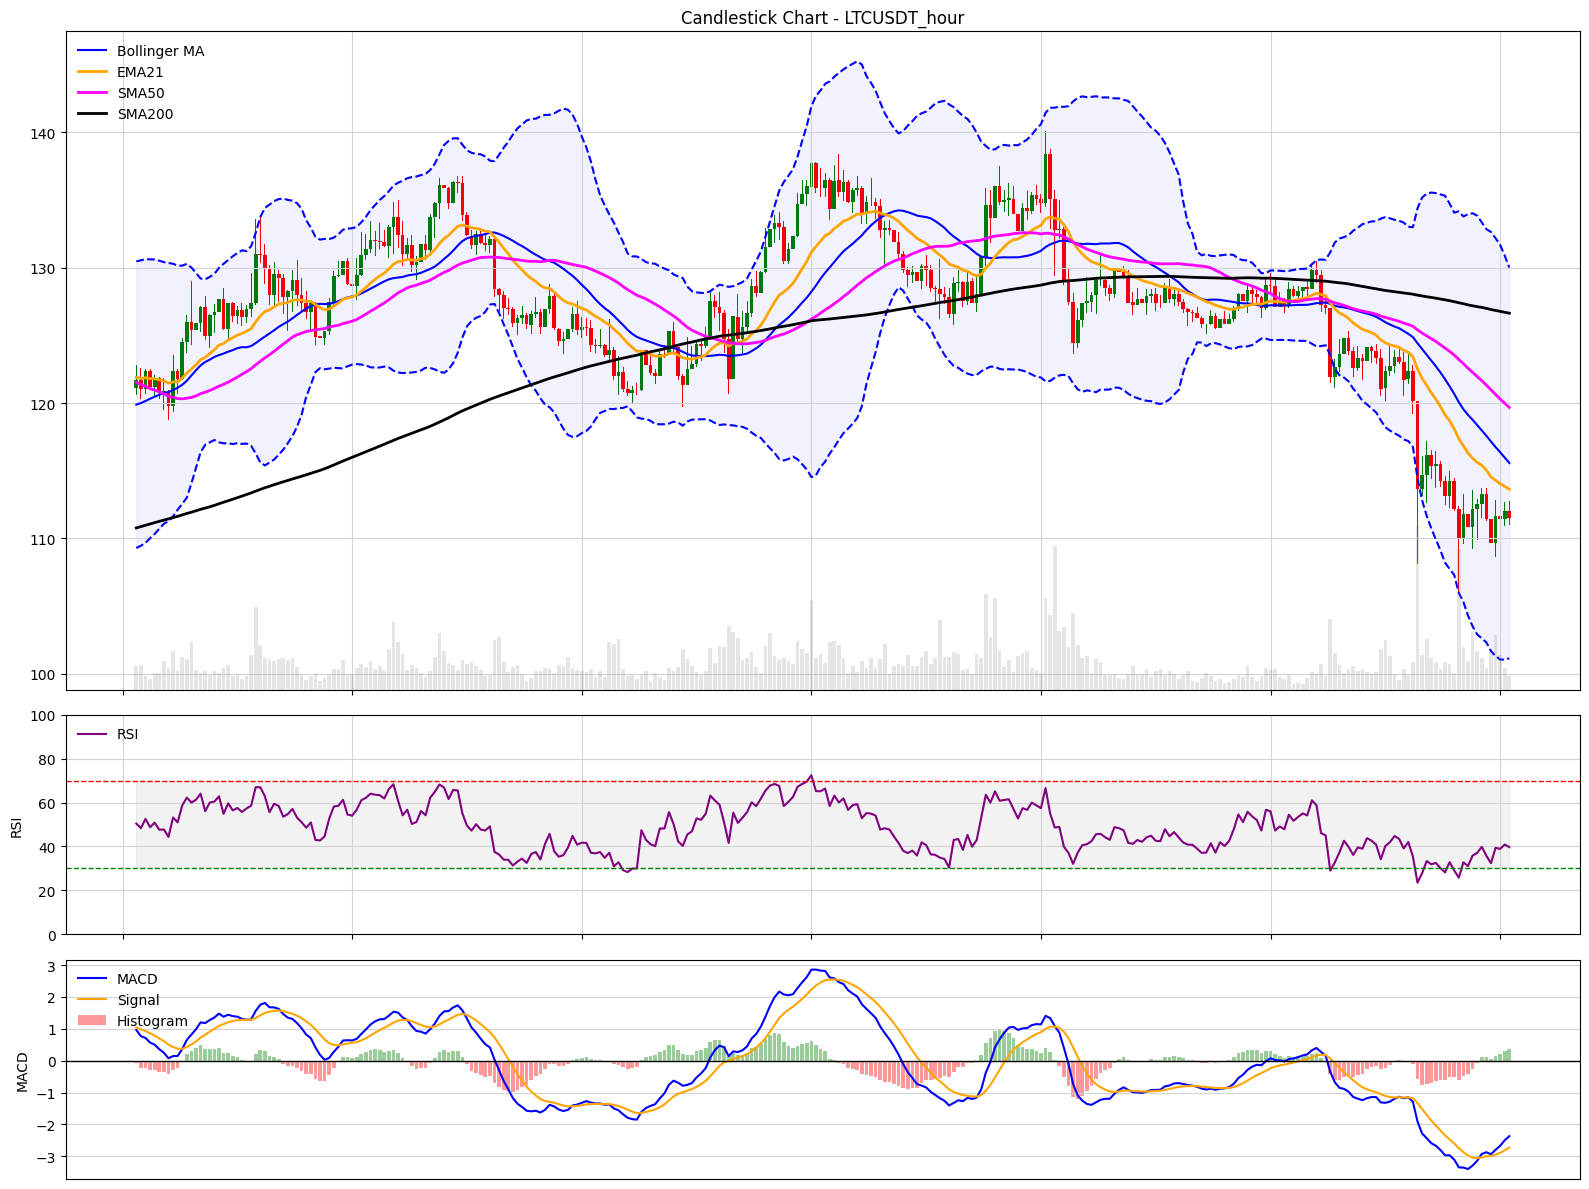 Candlestick Chart - LTCUSDT_hour
Bollinger MA
EMA21
SMA50
SMA200
140
130
120
110
100
100
80
60
40
20
0
RSI
RSI
3
2
1
0
−1
−2
−3
MACD
MACD
Signal
Histogram